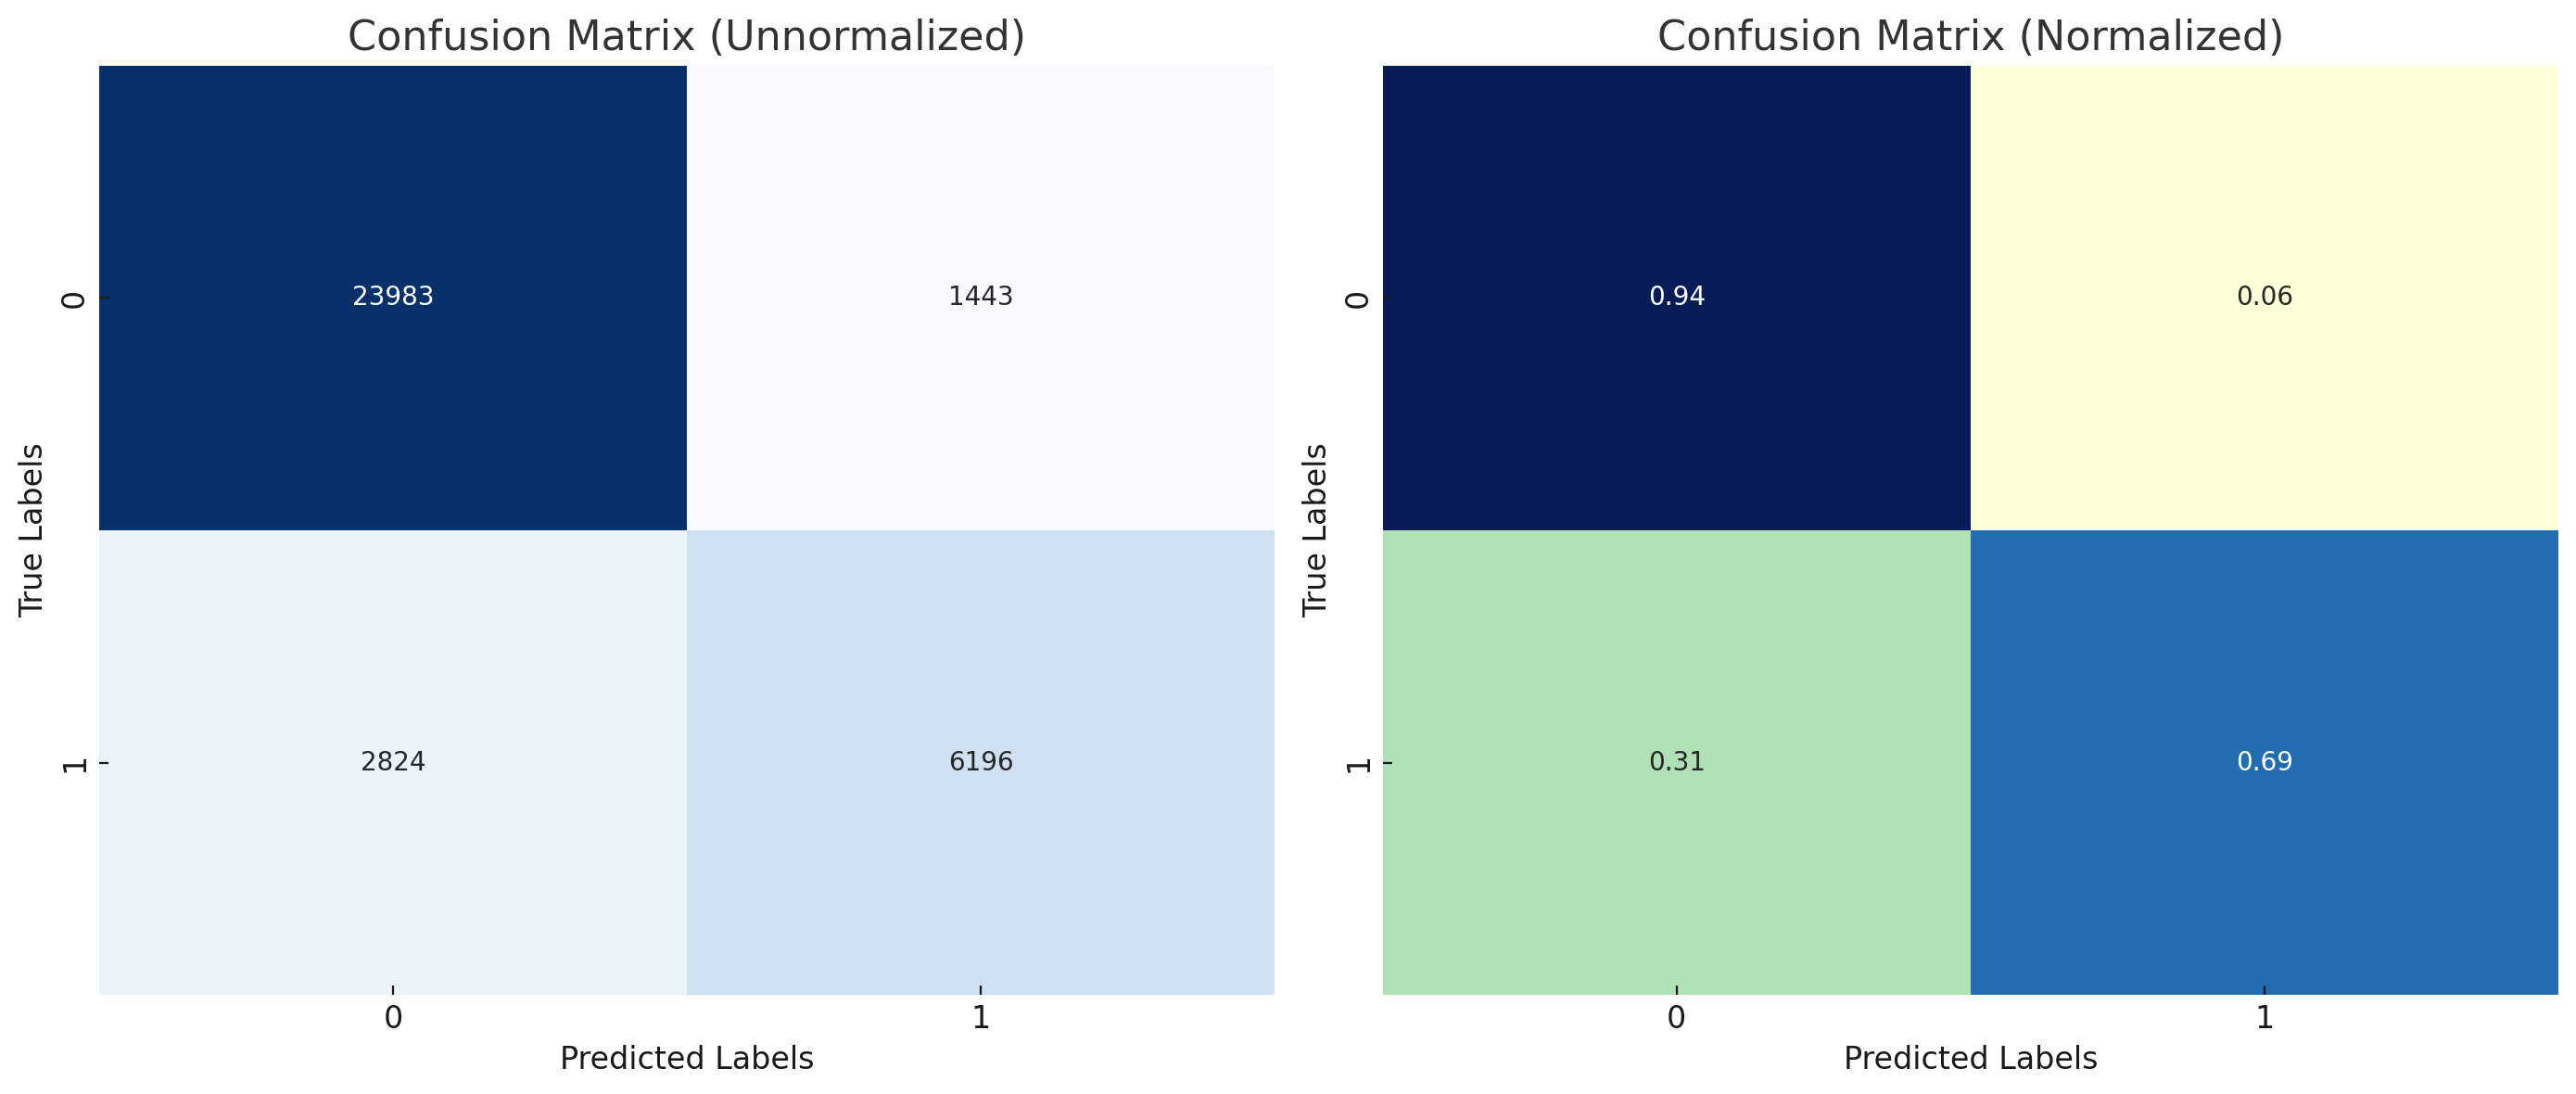 Confusion Matrix (Unnormalized)
True Labels
0
23983
1443
1
2824
6196
0
1
Predicted Labels
Confusion Matrix (Normalized)
True Labels
0
0.94
0.06
1
0.31
0.69
0
1
Predicted Labels